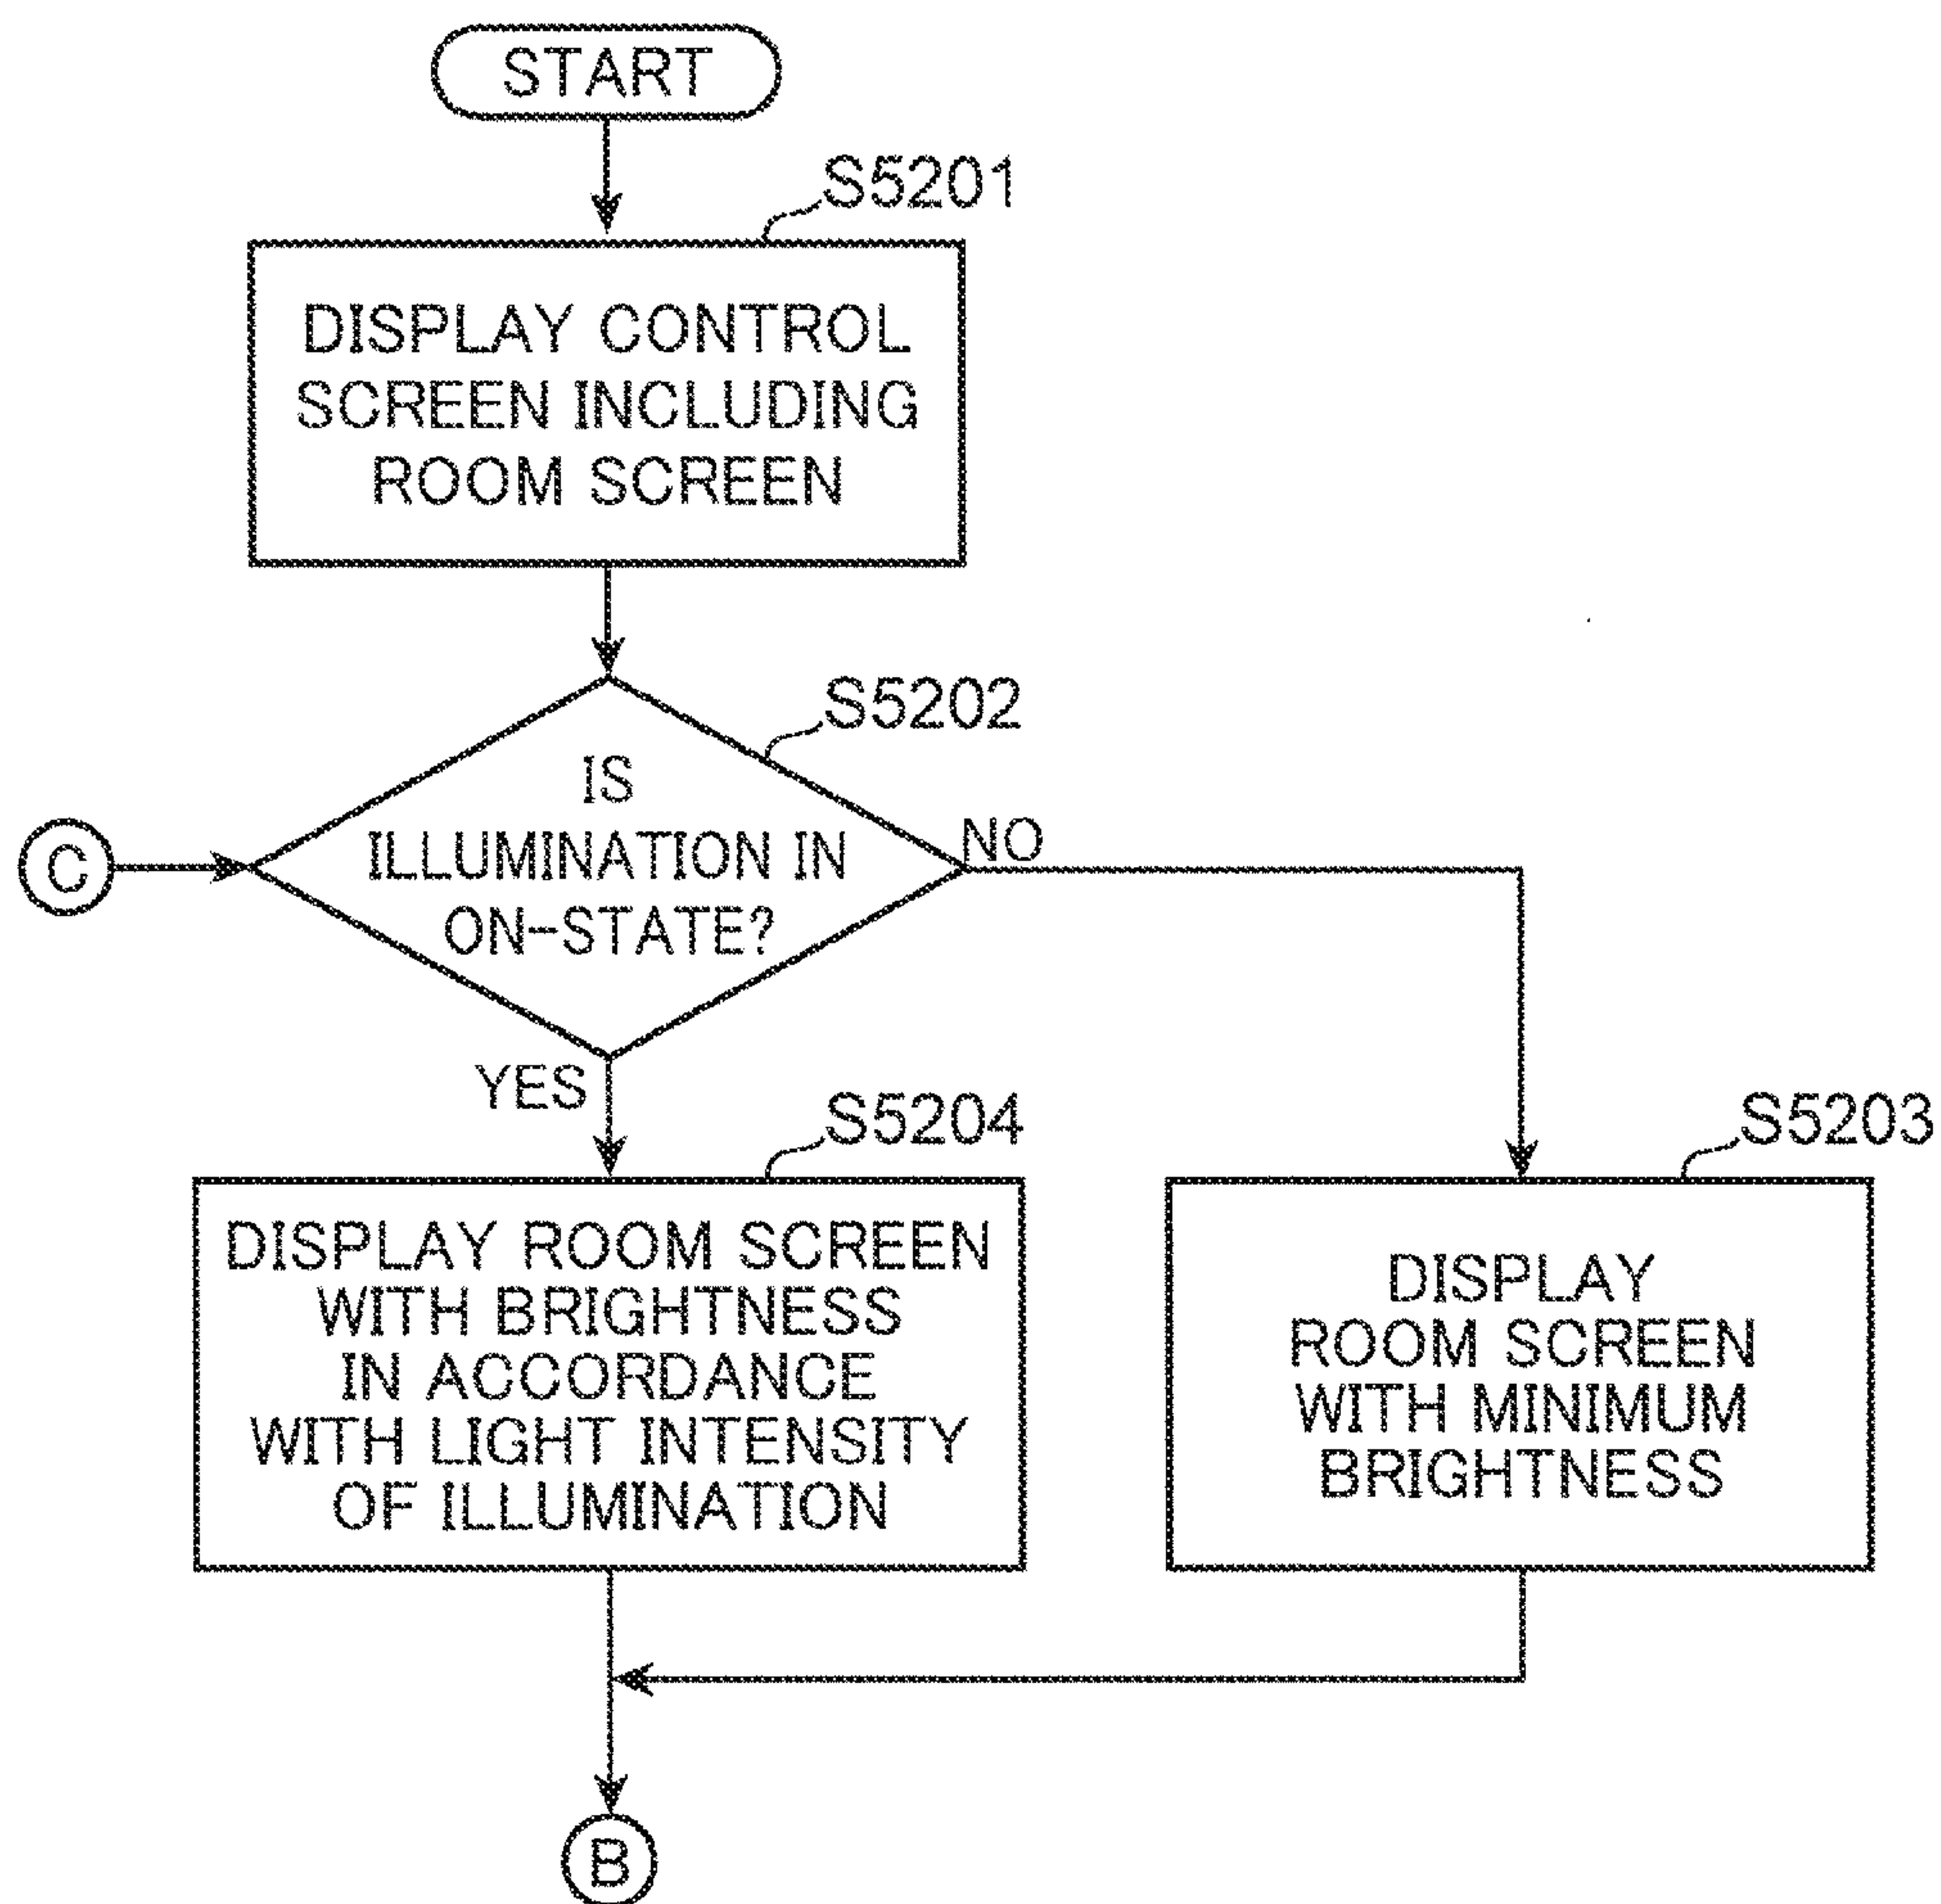 START
S5201
DISPLAY CONTROL
SCREEN INCLUDING
ROOM SCREEN
S5202
IS
ILLUMINATION IN
ON-STATE?
C
NO
YES
S5204
DISPLAY ROOM SCREEN
WITH BRIGHTNESS
IN ACCORDANCE
WITH LIGHT INTENSITY
OF ILLUMINATION
S5203
DISPLAY
ROOM SCREEN
WITH MINIMUM
BRIGHTNESS
B